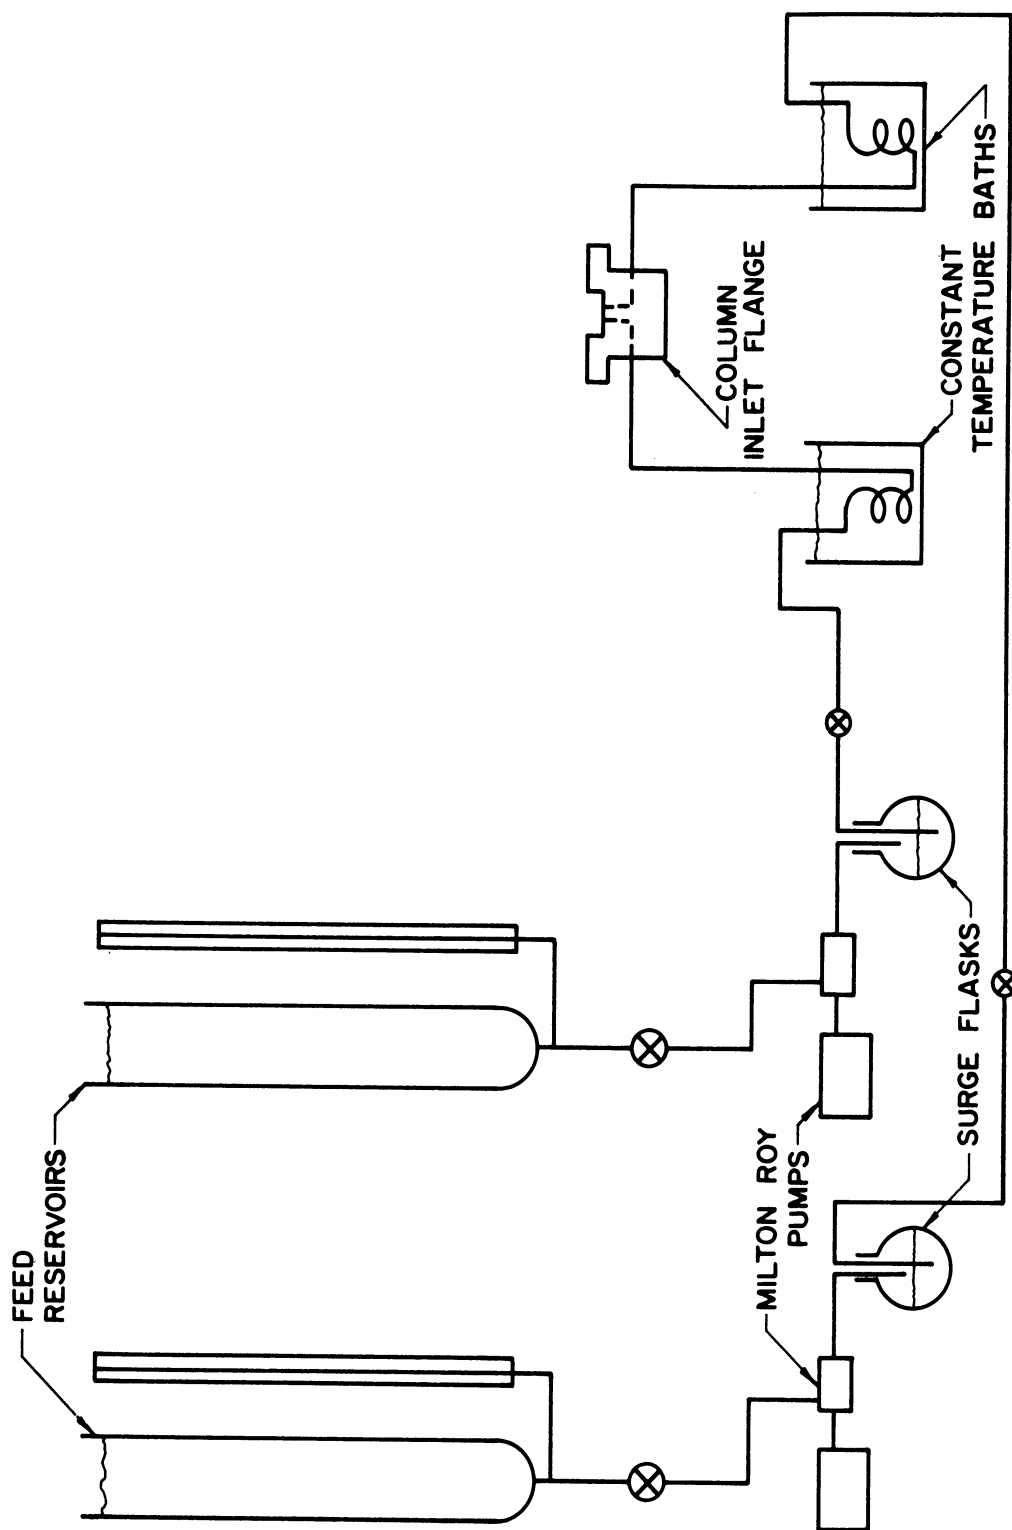 FEED
RESERVOIRS
MILTON ROY
PUMPS
SURGE FLASKS
COLUMN
INLET FLANGE
CONSTANT
TEMPERATURE BATHS